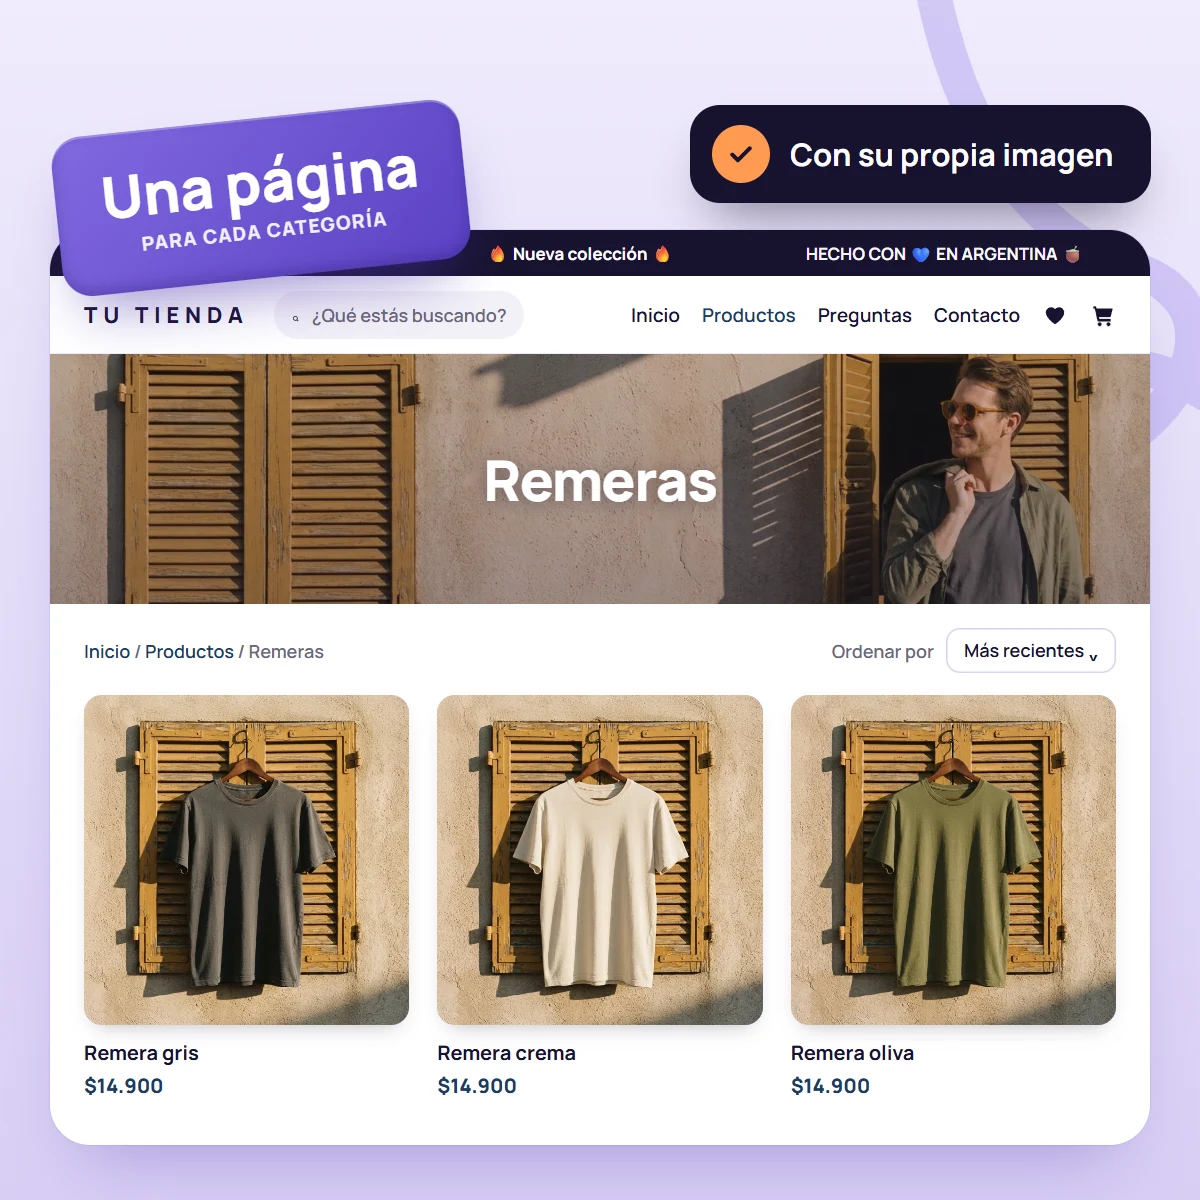 Una página
PARA CADA CATEGORÍA
Con su propia imagen
🔥 Nueva colección 🔥
HECHO CON 💙 EN ARGENTINA 🧉
TU TIENDA
¿Qué estás buscando?
Inicio
Productos
Preguntas
Contacto
Remeras
Inicio / Productos / Remeras
Ordenar por
Más recientes
Remera gris
$14.900
Remera crema
$14.900
Remera oliva
$14.900